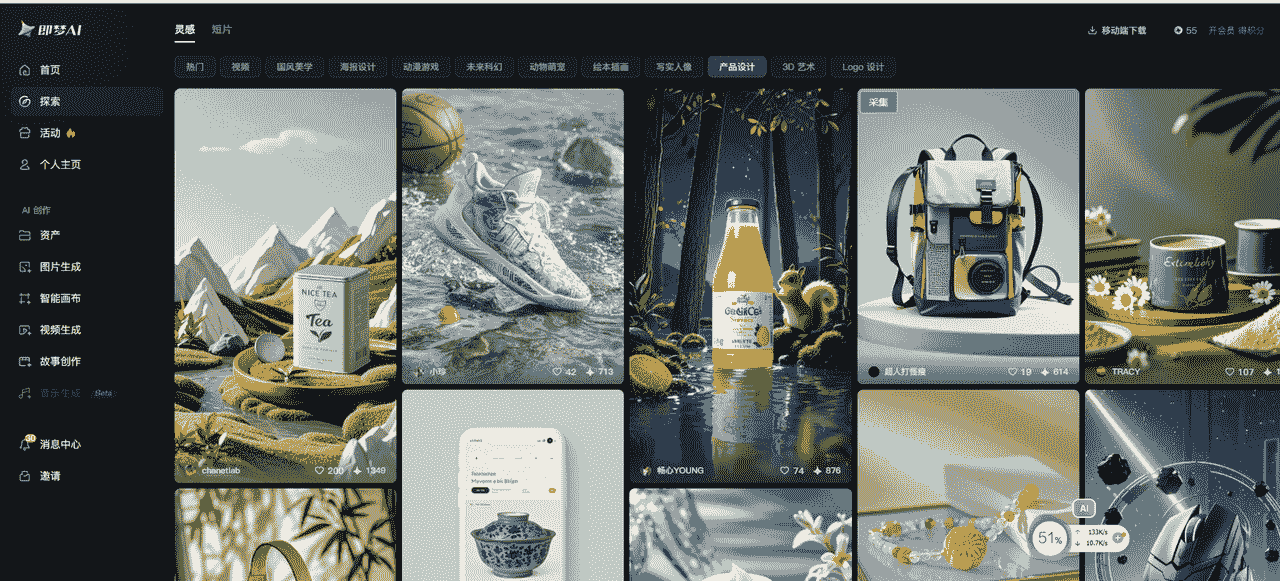 即梦AI
灵感 短片
移动端下载 55 开会员 得积分
首页
探索
活动
个人主页
AI 创作
资产
图片生成
智能画布
视频生成
故事创作
音乐生成 Beta
消息中心
邀请
热门 视频 国风美学 海报设计 动漫游戏 未来科幻 动物萌宠 绘本插画 写实人像 产品设计 3D 艺术 Logo 设计
NICE TEA
Tea
chanetlab 200 1349
42 713
畅心YOUNG 74 876
采集
超人打怪瘦 19 614
TRACY 107
AI
51%
133K/s
10.7K/s